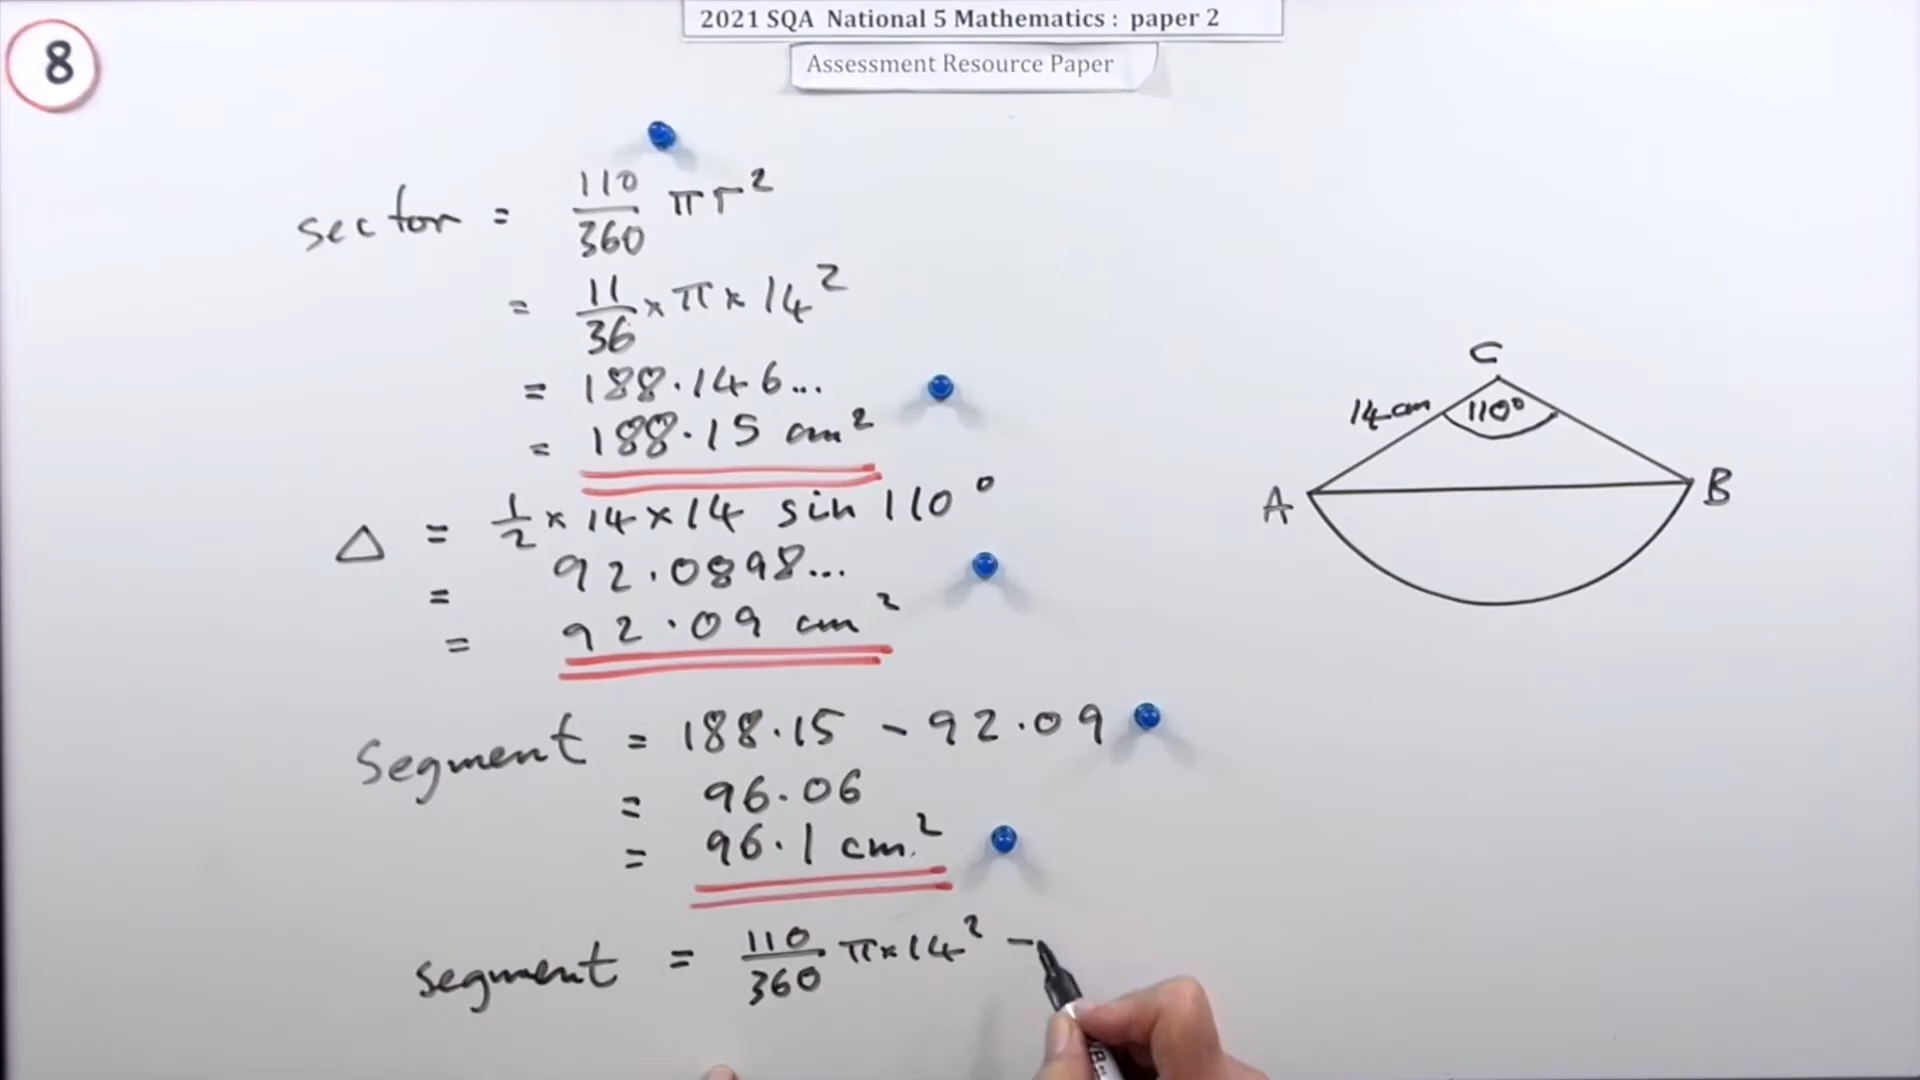 2021 SQA National 5 Mathematics : paper 2
Assessment Resource Paper
8
sector = 110/360 πr²
= 11/36 × π × 14²
= 188.146...
= 188.15 cm²
△ = 1/2 × 14 × 14 sin 110°
= 92.0898...
= 92.09 cm²
Segment = 188.15 - 92.09
= 96.06
= 96.1 cm²
segment = 110/360 π × 14² -
C
14cm 110°
A B